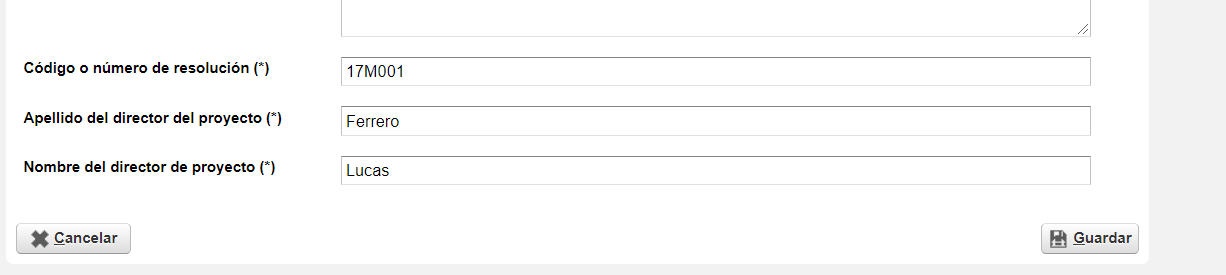 Código o número de resolución (*) 17M001
Apellido del director del proyecto (*) Ferrero
Nombre del director de proyecto (*) Lucas
Cancelar Guardar